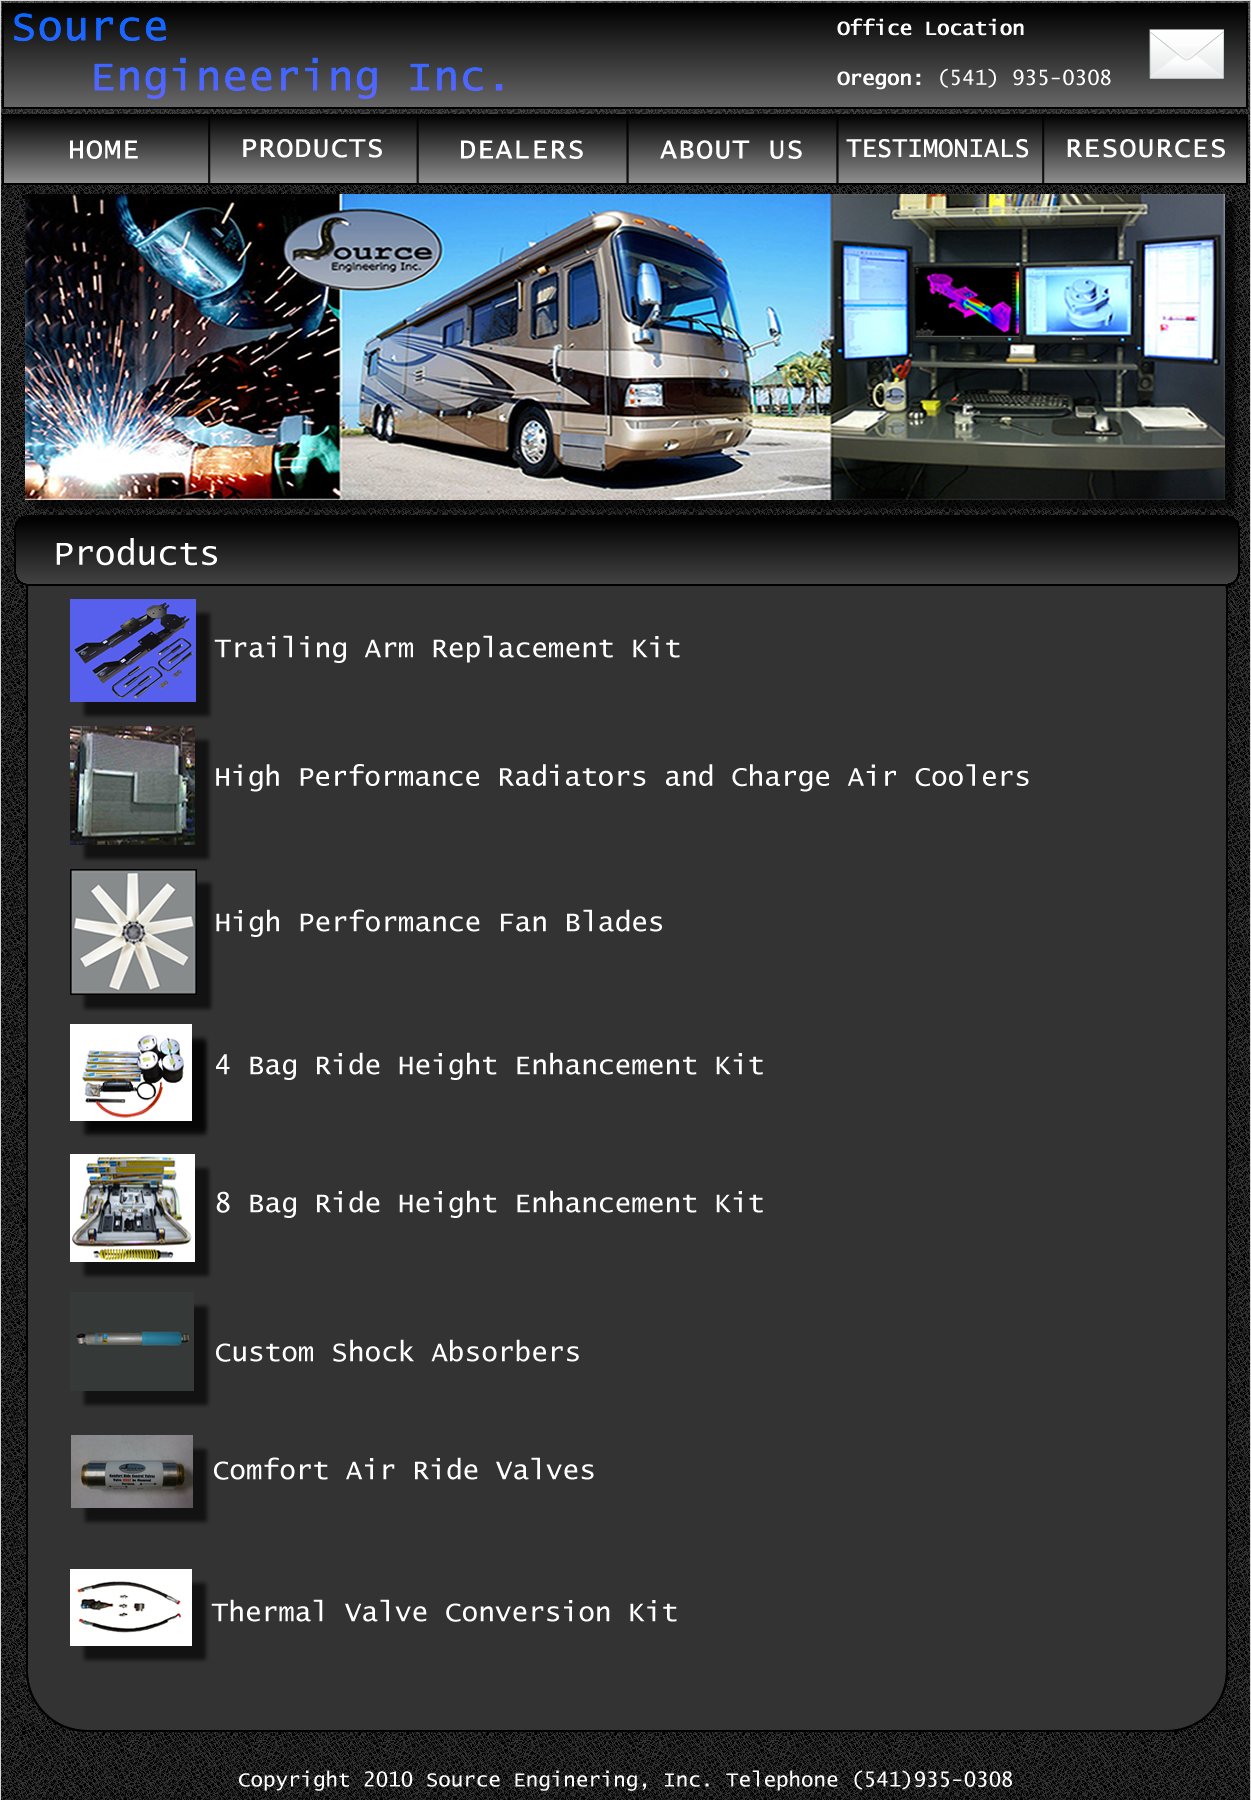 Source
Engineering Inc.
Office Location
Oregon: (541) 935-0308
HOME PRODUCTS DEALERS ABOUT US TESTIMONIALS RESOURCES
Source
Engineering Inc.
Products
Trailing Arm Replacement Kit
High Performance Radiators and Charge Air Coolers
High Performance Fan Blades
4 Bag Ride Height Enhancement Kit
8 Bag Ride Height Enhancement Kit
Custom Shock Absorbers
Comfort Air Ride Valves
Thermal Valve Conversion Kit
Copyright 2010 Source Enginering, Inc. Telephone (541)935-0308